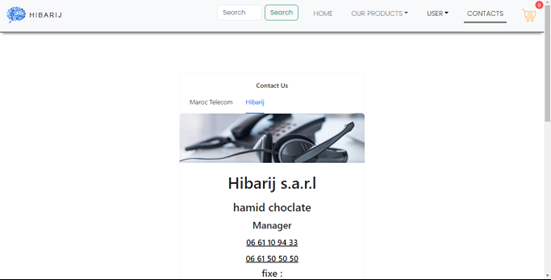 HIBARIJ
Search Search HOME OUR PRODUCTS USER CONTACTS 0
Contact Us
Maroc Telecom Hibarij
Hibarij s.a.r.l
hamid choclate
Manager
06 61 10 94 33
06 61 50 50 50
fixe :